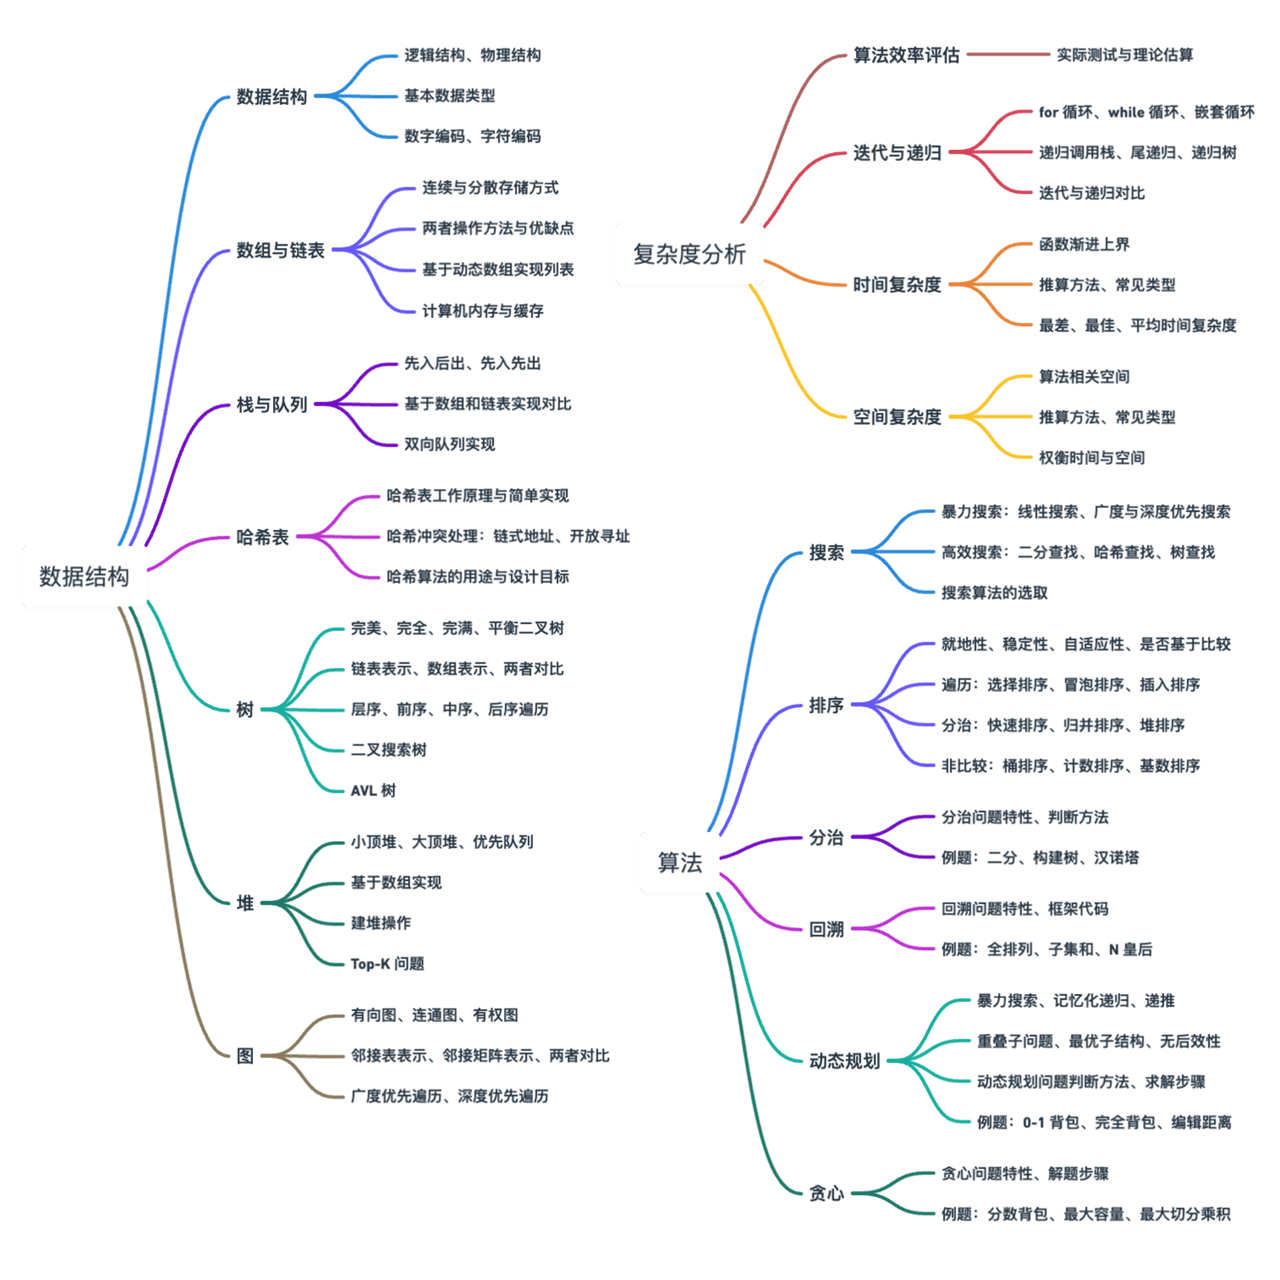 数据结构
数据结构
逻辑结构、物理结构
基本数据类型
数字编码、字符编码
数组与链表
连续与分散存储方式
两者操作方法与优缺点
基于动态数组实现列表
计算机内存与缓存
栈与队列
先入后出、先入先出
基于数组和链表实现对比
双向队列实现
哈希表
哈希表工作原理与简单实现
哈希冲突处理：链式地址、开放寻址
哈希算法的用途与设计目标
树
完美、完全、完满、平衡二叉树
链表表示、数组表示、两者对比
层序、前序、中序、后序遍历
二叉搜索树
AVL 树
堆
小顶堆、大顶堆、优先队列
基于数组实现
建堆操作
Top-K 问题
图
有向图、连通图、有权图
邻接表表示、邻接矩阵表示、两者对比
广度优先遍历、深度优先遍历
复杂度分析
算法效率评估
实际测试与理论估算
迭代与递归
for 循环、while 循环、嵌套循环
递归调用栈、尾递归、递归树
迭代与递归对比
时间复杂度
函数渐进上界
推算方法、常见类型
最差、最佳、平均时间复杂度
空间复杂度
算法相关空间
推算方法、常见类型
权衡时间与空间
算法
搜索
暴力搜索：线性搜索、广度与深度优先搜索
高效搜索：二分查找、哈希查找、树查找
搜索算法的选取
排序
就地性、稳定性、自适应性、是否基于比较
遍历：选择排序、冒泡排序、插入排序
分治：快速排序、归并排序、堆排序
非比较：桶排序、计数排序、基数排序
分治
分治问题特性、判断方法
例题：二分、构建树、汉诺塔
回溯
回溯问题特性、框架代码
例题：全排列、子集和、N 皇后
动态规划
暴力搜索、记忆化递归、递推
重叠子问题、最优子结构、无后效性
动态规划问题判断方法、求解步骤
例题：0-1 背包、完全背包、编辑距离
贪心
贪心问题特性、解题步骤
例题：分数背包、最大容量、最大切分乘积